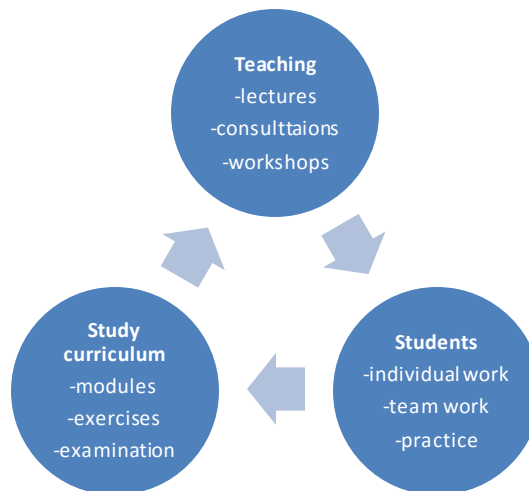 Teaching
-lectures
-consulttaions
-workshops
Students
-individual work
-team work
-practice
Study
curriculum
-modules
-exercises
-examination